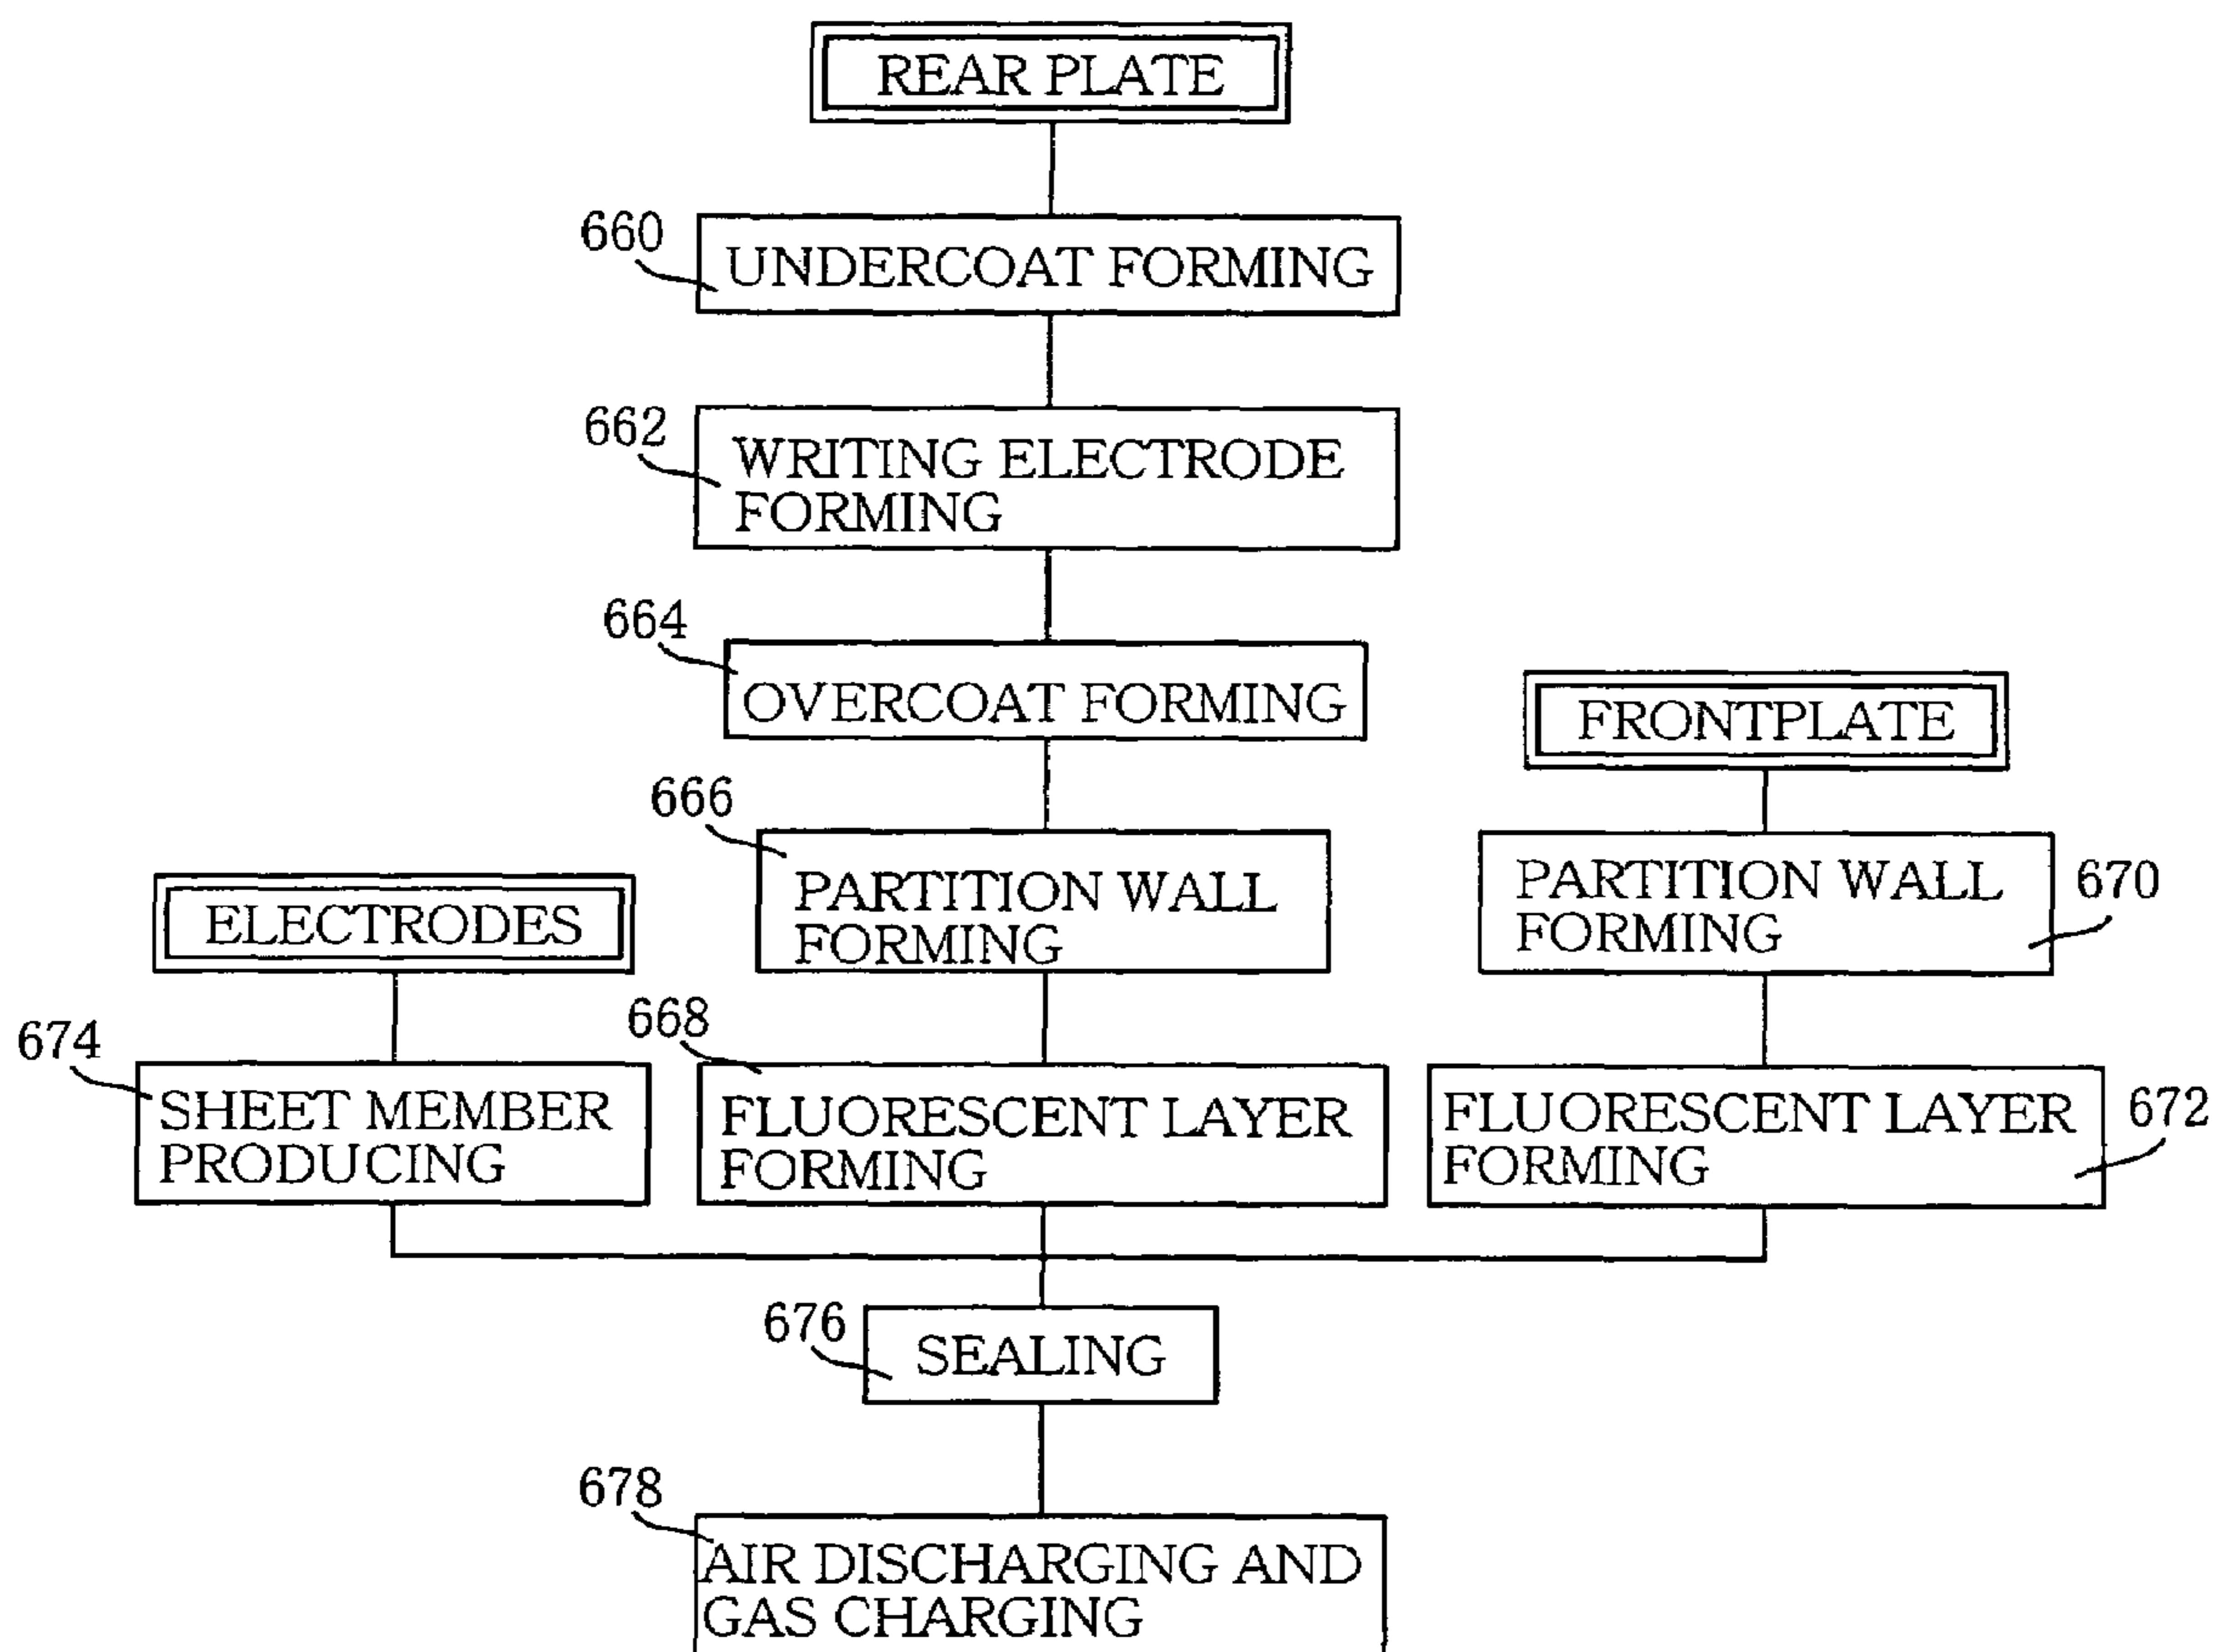 REAR PLATE
660
UNDERCOAT FORMING
662
WRITING ELECTRODE
FORMING
664
OVERCOAT FORMING
FRONTPLATE
666
PARTITION WALL
FORMING
PARTITION WALL
FORMING
670
ELECTRODES
674
SHEET MEMBER
PRODUCING
668
FLUORESCENT LAYER
FORMING
FLUORESCENT LAYER
FORMING
672
676
SEALING
678
AIR DISCHARGING AND
GAS CHARGING